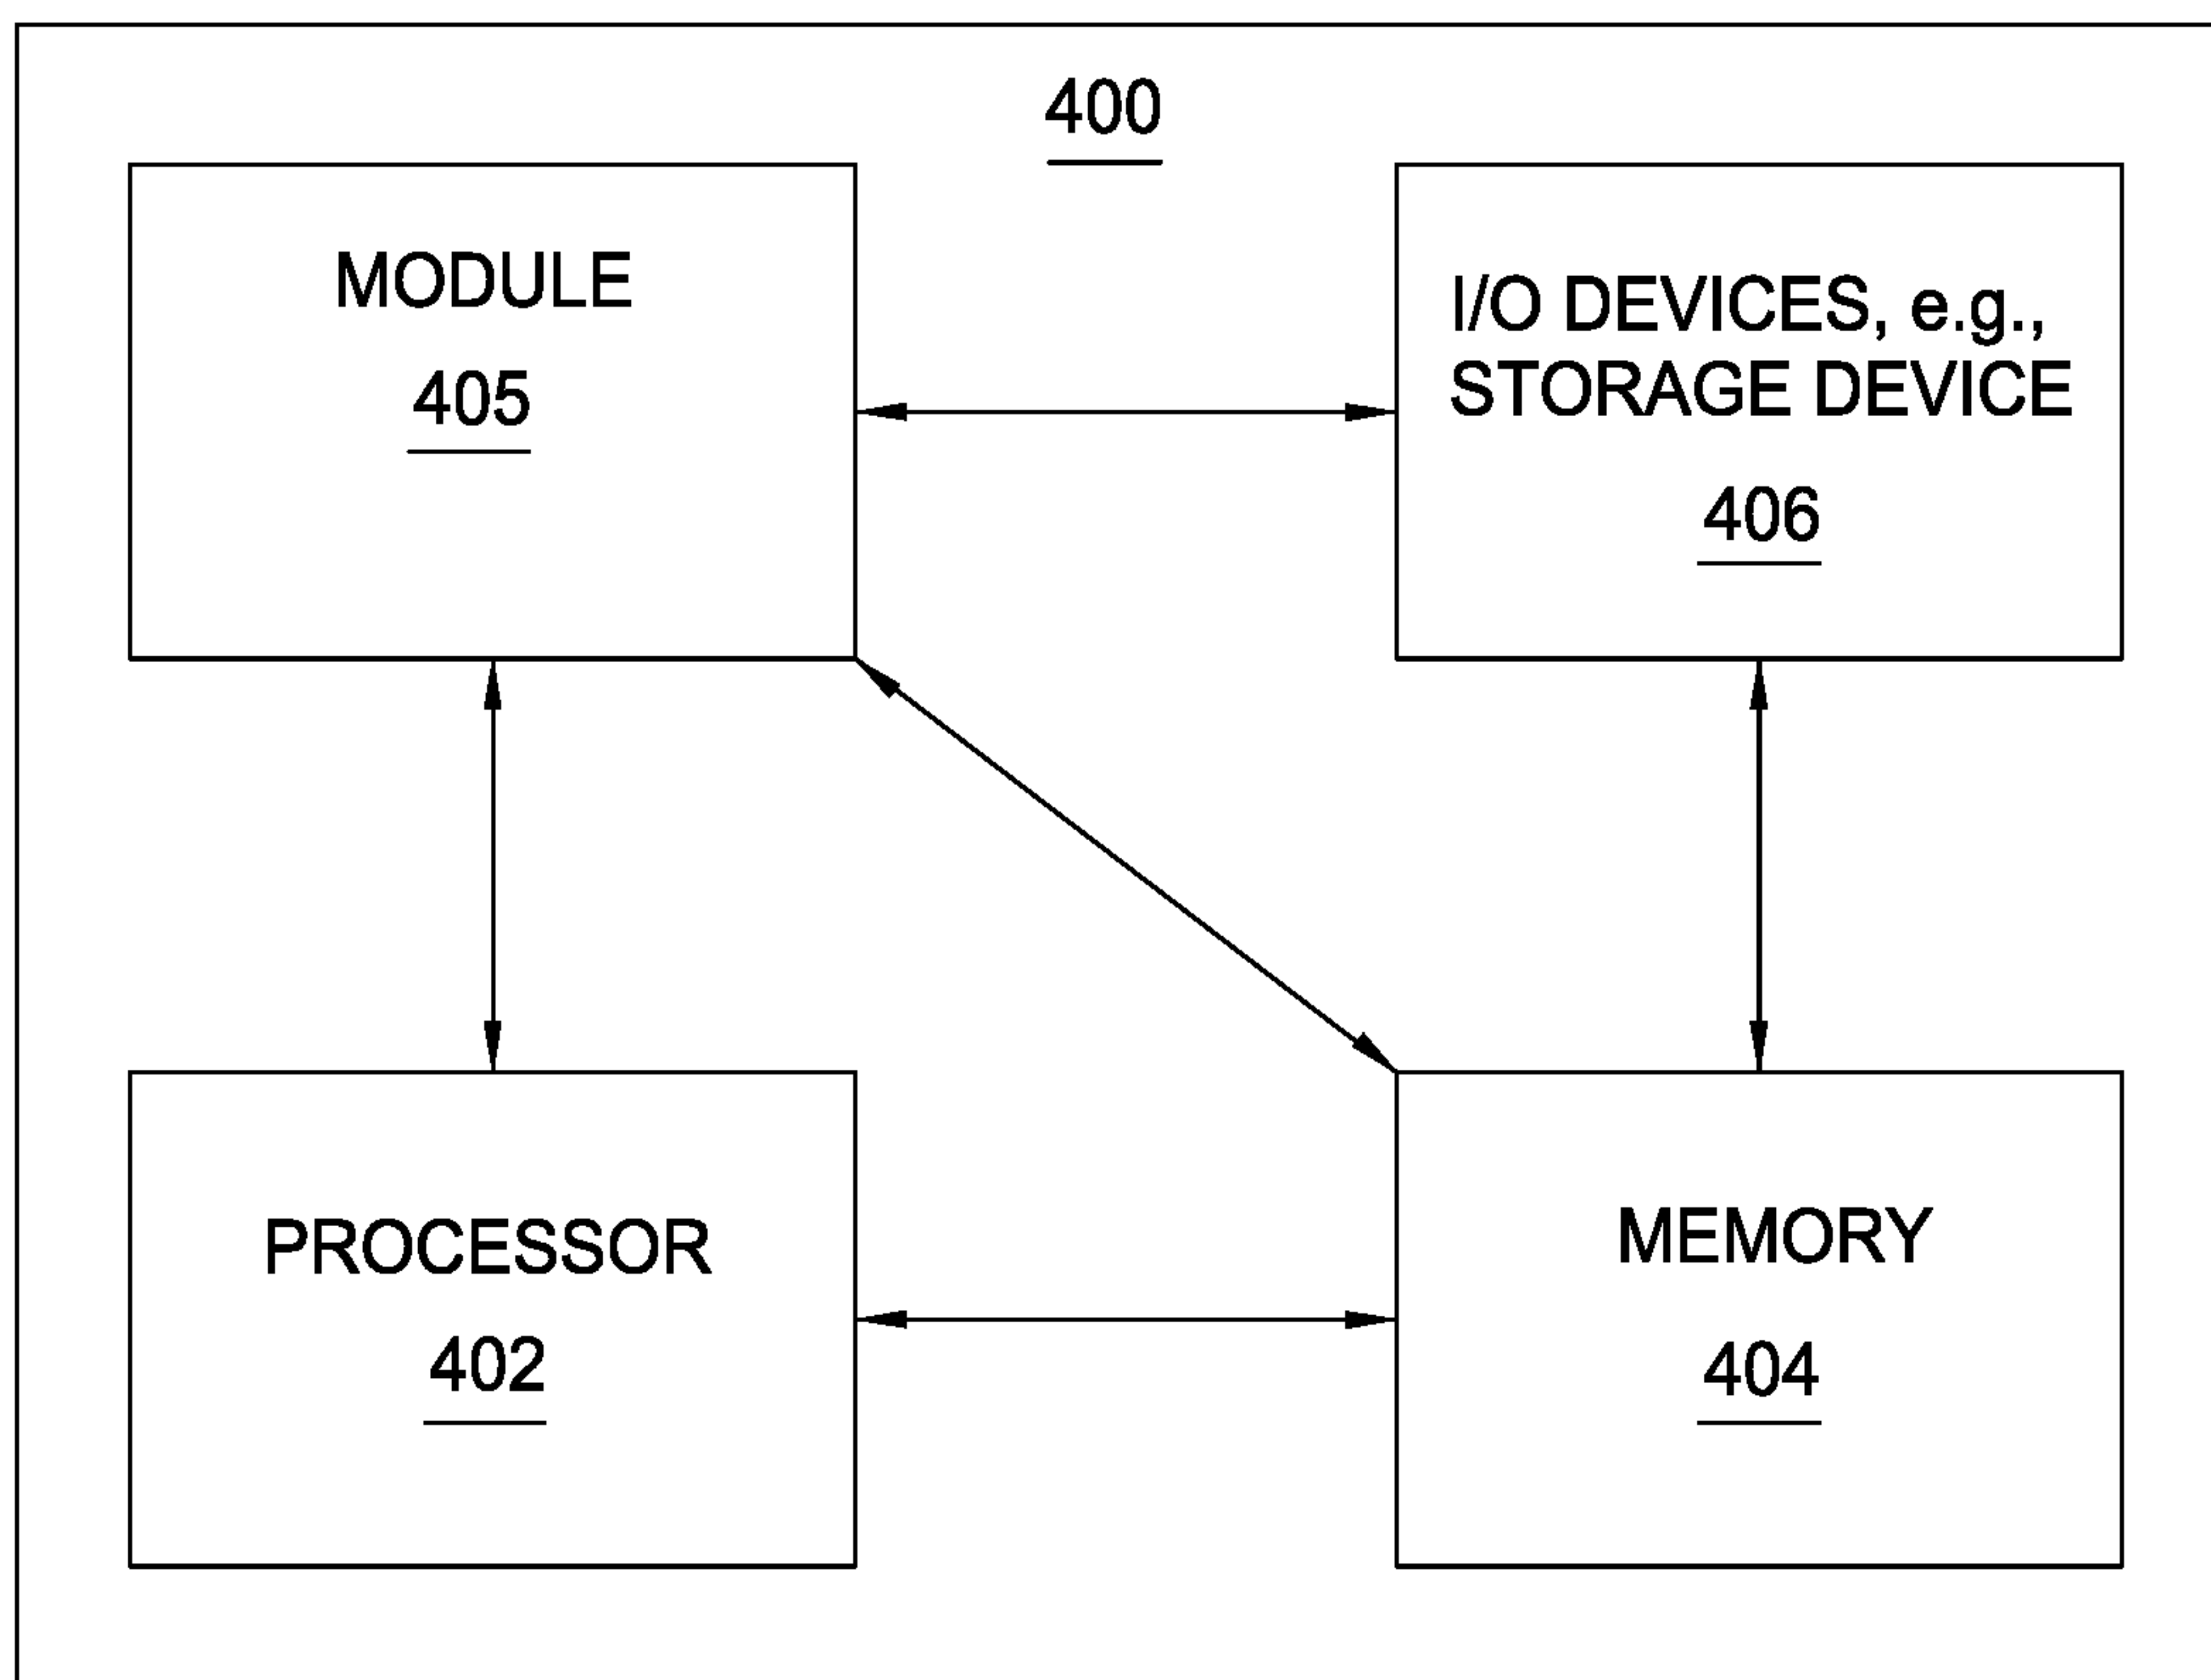 400
MODULE
405
I/O DEVICES, e.g.,
STORAGE DEVICE
406
PROCESSOR
402
MEMORY
404